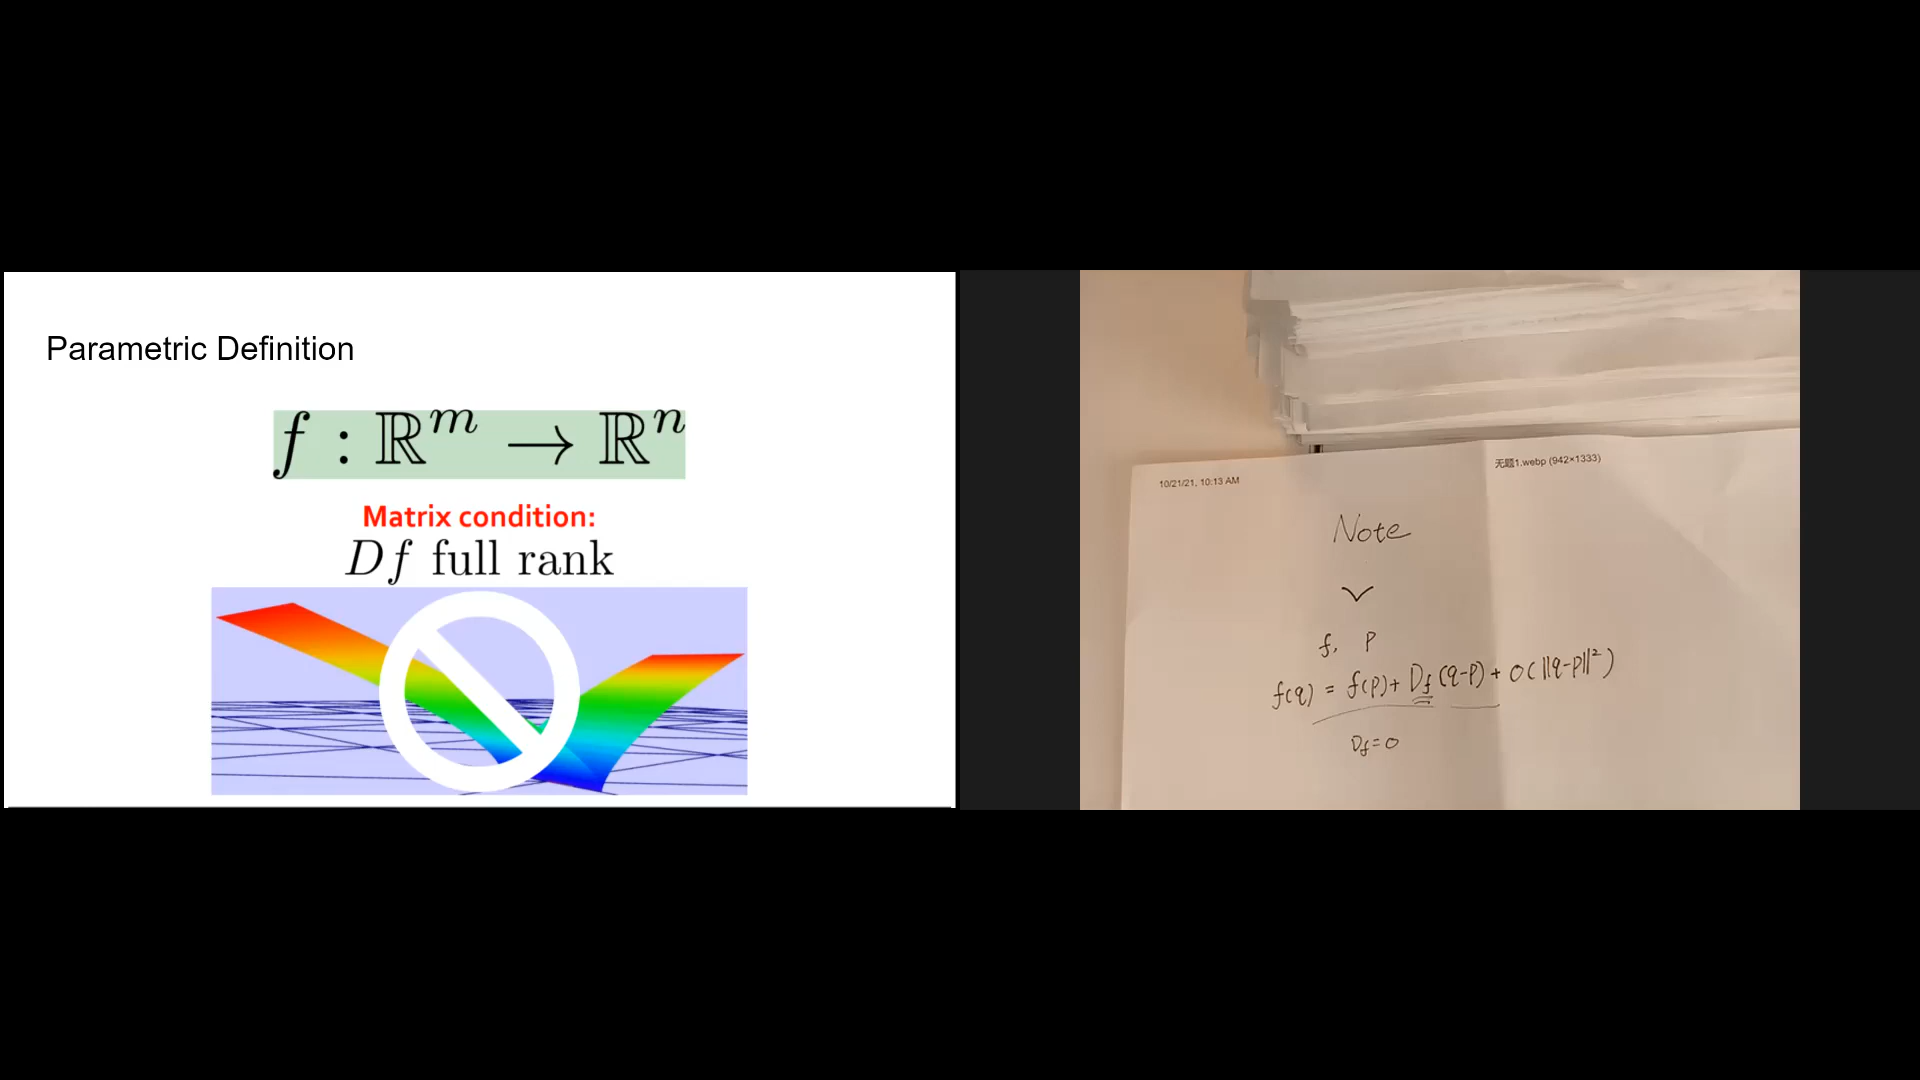 Parametric Definition
f : ℝ^m → ℝ^n
Matrix condition:
Df full rank
10/21/21, 10:13 AM
无题1.webp (942×1333)
Note
f, P
f(q) = f(p) + Df (q-p) + O(||q-p||²)
Df = 0